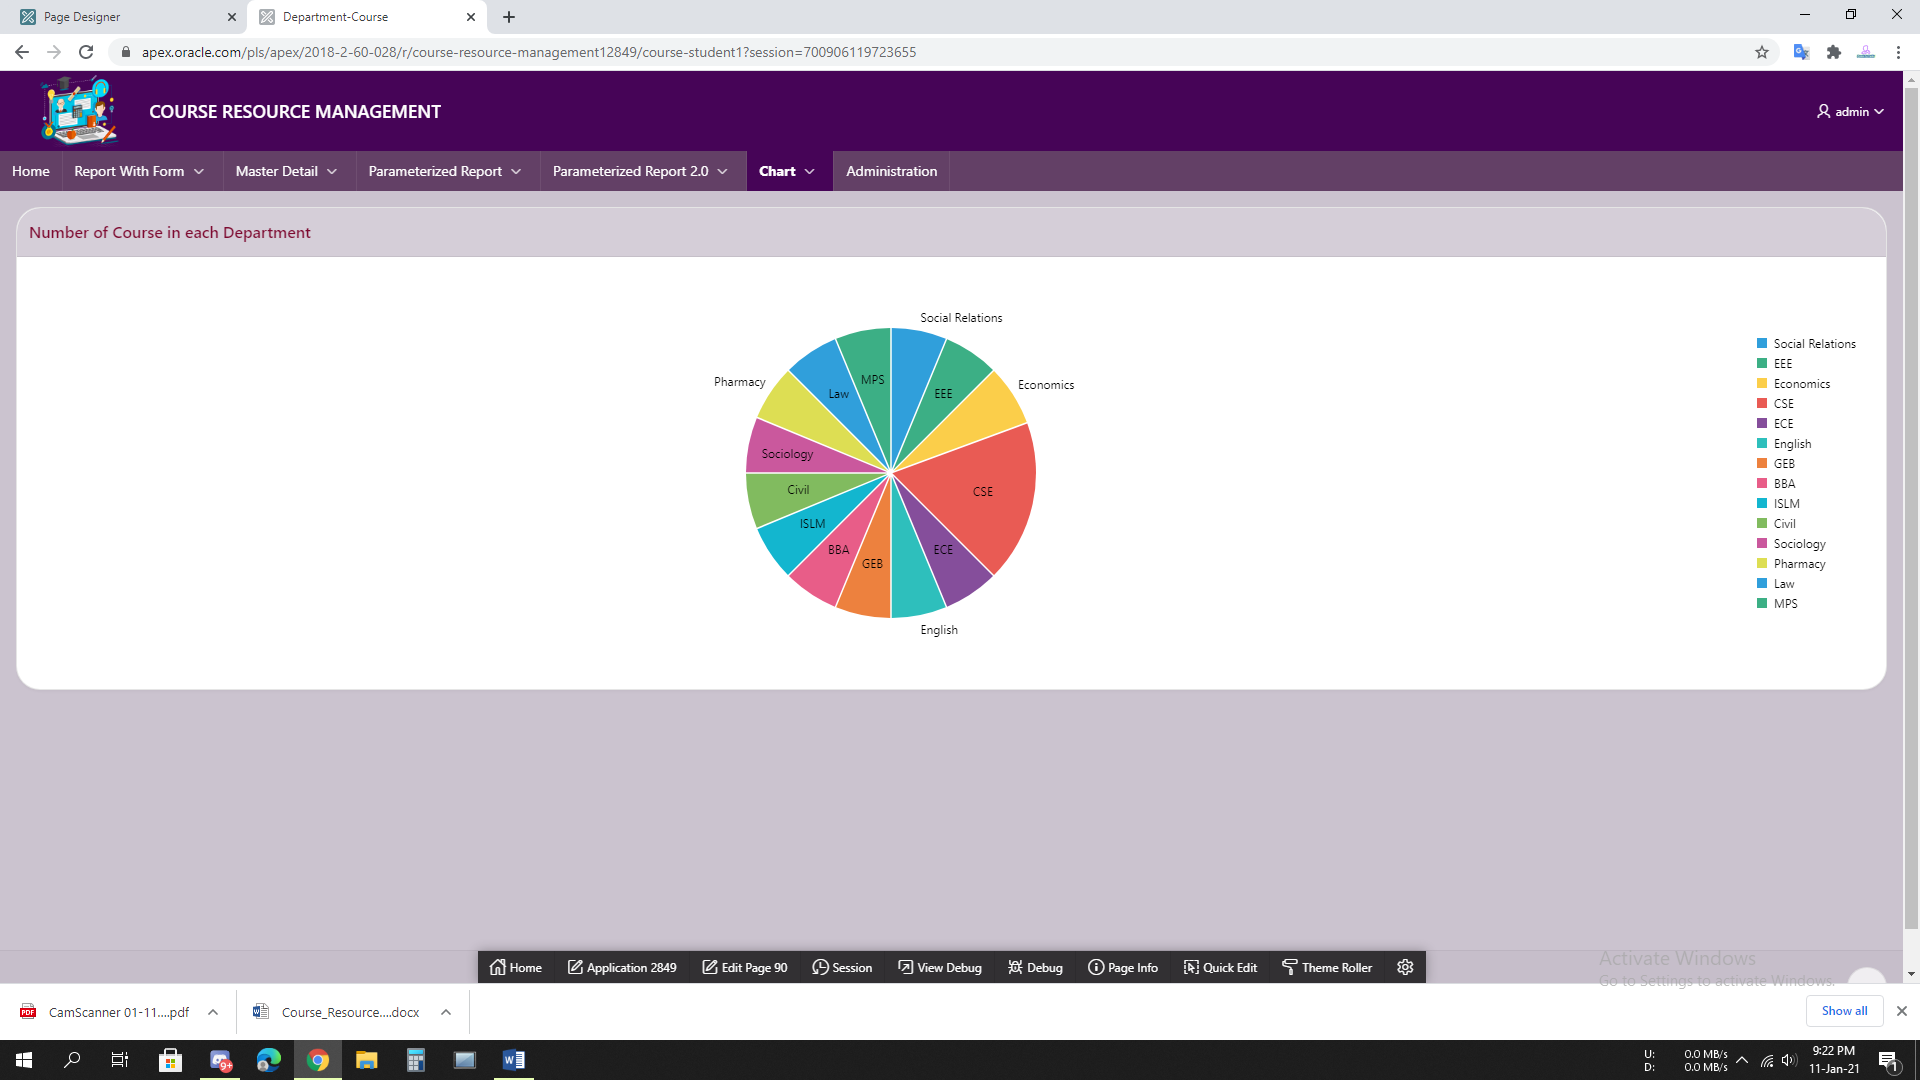 Page Designer
Department-Course
apex.oracle.com/pls/apex/2018-2-60-028/r/course-resource-management12849/course-student1?session=700906119723655
COURSE RESOURCE MANAGEMENT
admin
Home Report With Form Master Detail Parameterized Report Parameterized Report 2.0 Chart Administration
Number of Course in each Department
Social Relations
MPS
Pharmacy
Law
EEE
Economics
Sociology
Civil
CSE
ISLM
BBA
GEB
ECE
English
Social Relations
EEE
Economics
CSE
ECE
English
GEB
BBA
ISLM
Civil
Sociology
Pharmacy
Law
MPS
Activate Windows
Go to Settings to activate Windows.
Home Application 2849 Edit Page 90 Session View Debug Debug Page Info Quick Edit Theme Roller
PDF CamScanner 01-11....pdf
Course_Resource....docx
Show all
9+
U: 0.0 MB/s
D: 0.0 MB/s
9:22 PM
11-Jan-21
1